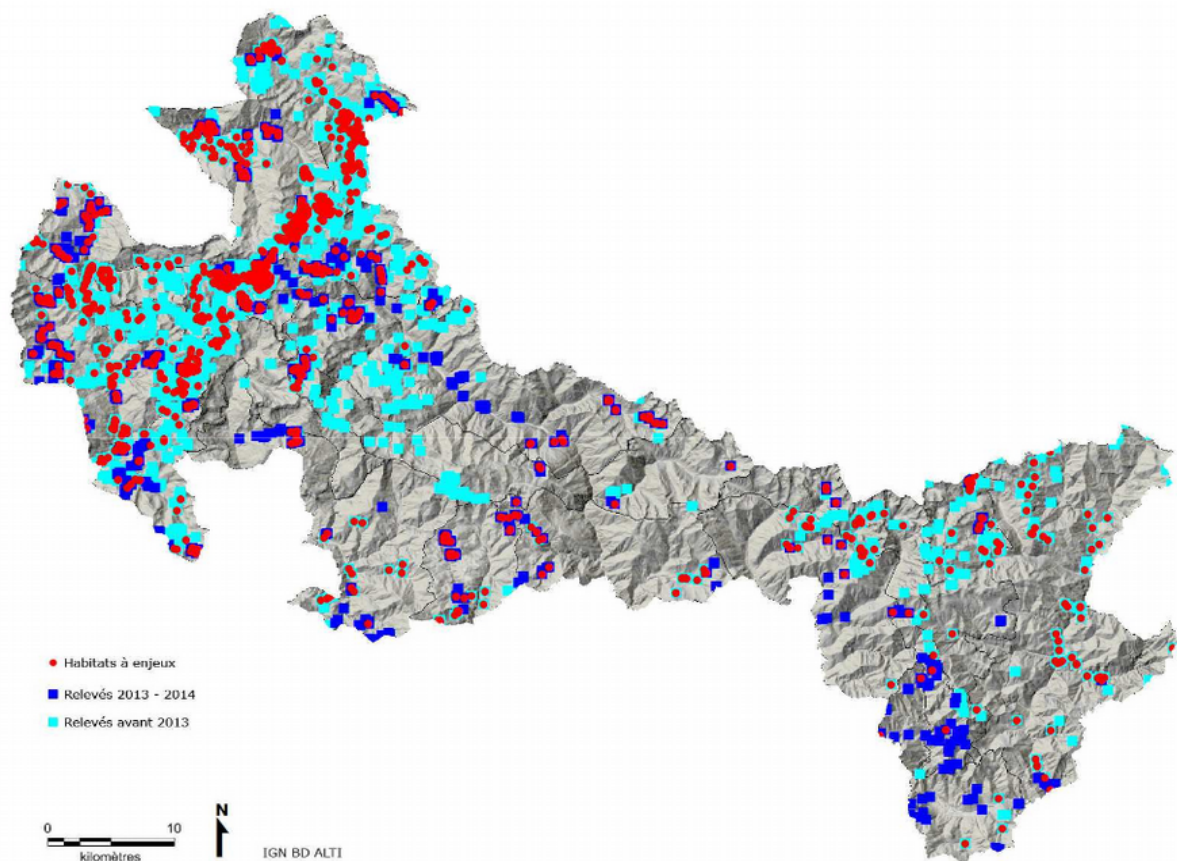 Habitats à enjeux
Relevés 2013 - 2014
Relevés avant 2013
0 10
kilomètres
N
IGN BD ALTI